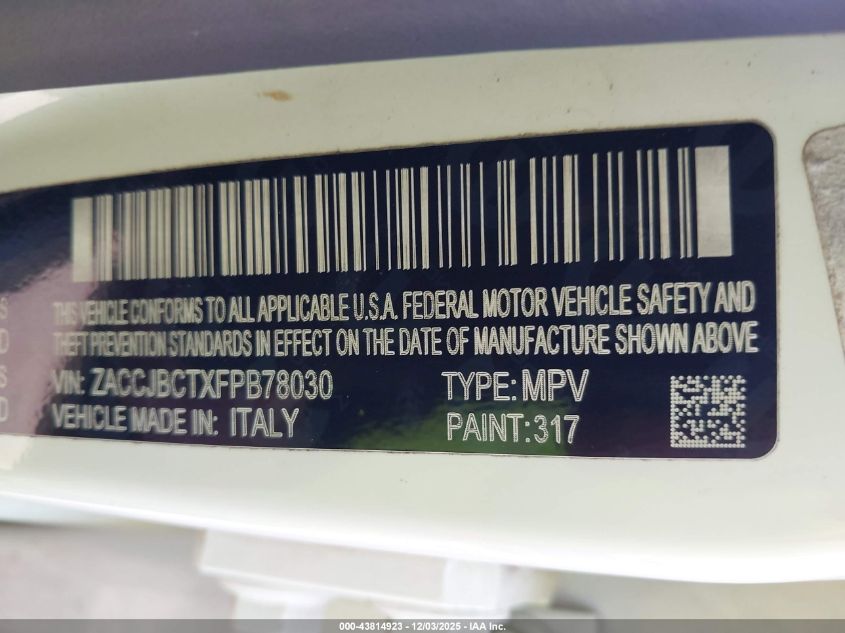 THIS VEHICLE CONFORMS TO ALL APPLICABLE U.S.A. FEDERAL MOTOR VEHICLE SAFETY AND
THEFT PREVENTION STANDARDS IN EFFECT ON THE DATE OF MANUFACTURE SHOWN ABOVE
VIN: ZACCJBCTXFPB78030 TYPE: MPV
VEHICLE MADE IN: ITALY PAINT: 317
000-43814923 | 12/03/2025 - IAA Inc.